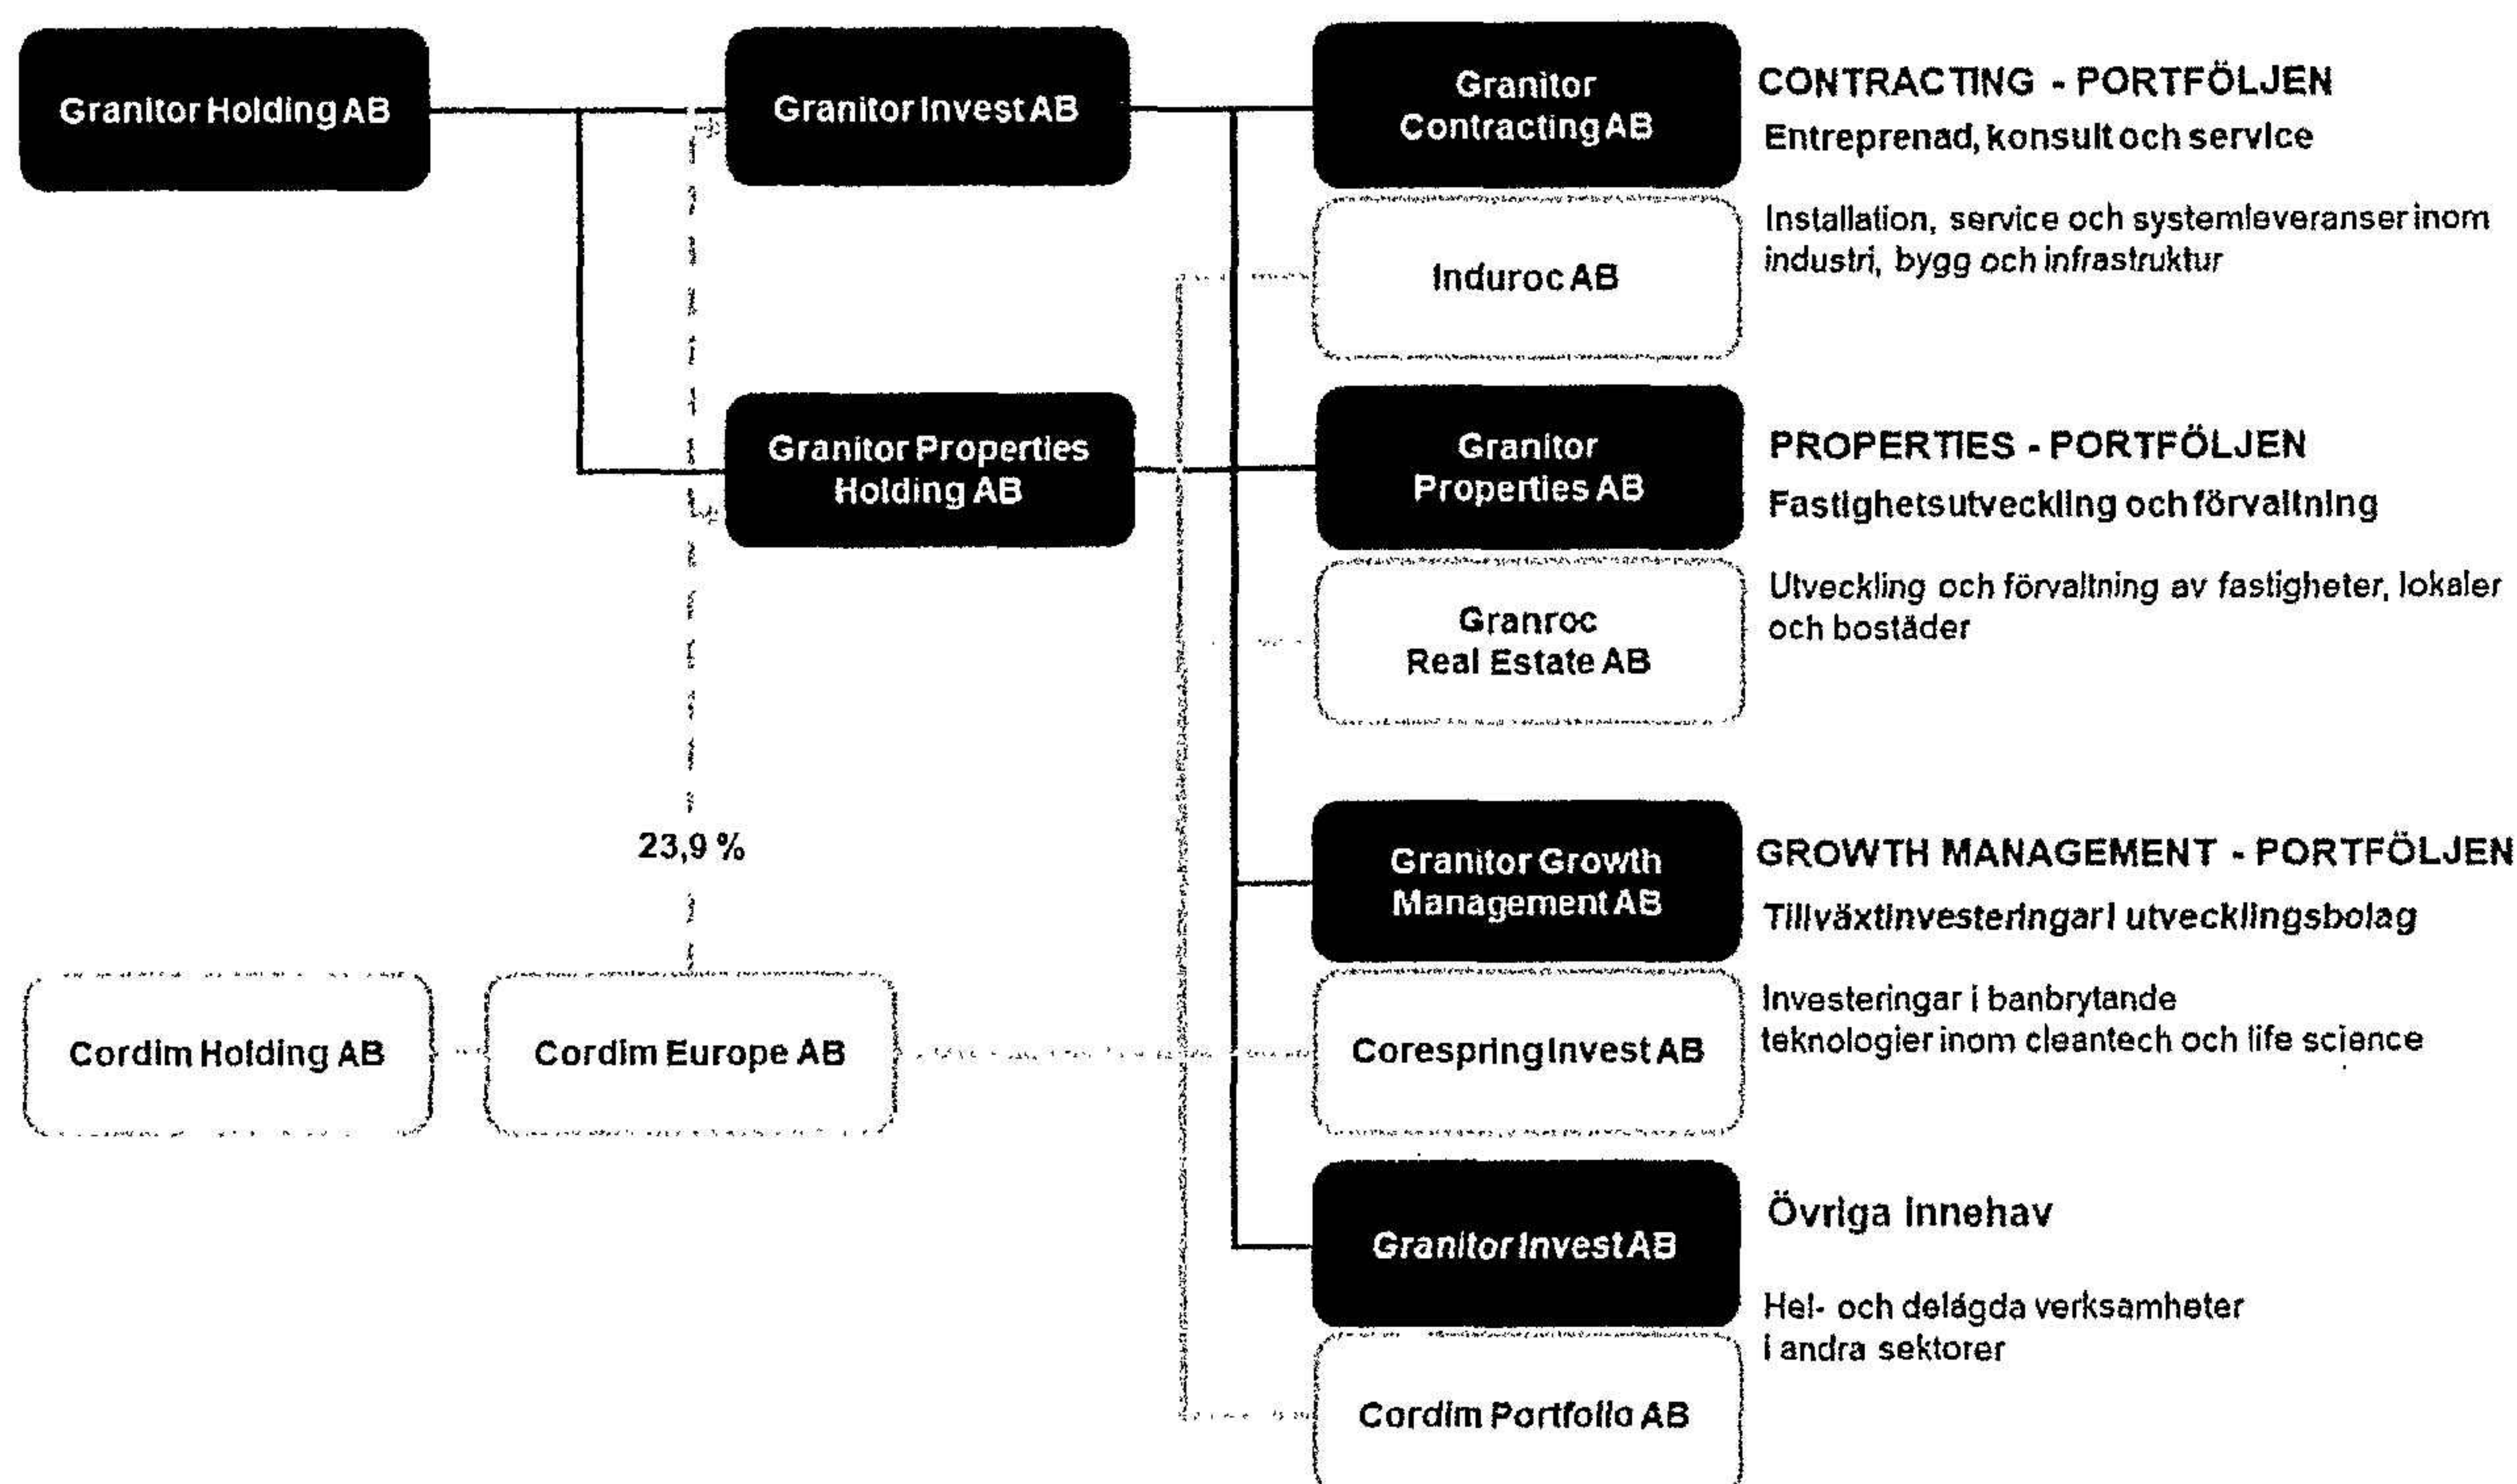 Granitor Holding AB
Granitor Invest AB
Granitor
Contracting AB
CONTRACTING - PORTFÖLJEN
Entreprenad, konsult och service
Installation, service och systemleveranser inom
industri, bygg och infrastruktur
Induroc AB
Granitor Properties
Holding AB
Granitor
Properties AB
PROPERTIES - PORTFÖLJEN
Fastighetsutveckling och förvaltning
Utveckling och förvaltning av fastigheter, lokaler
och bostäder
Granroc
Real Estate AB
23,9 %
Granitor Growth
Management AB
GROWTH MANAGEMENT - PORTFÖLJEN
Tillväxtinvesteringar i utvecklingsbolag
Investeringar i banbrytande
teknologier inom cleantech och life science
Cordim Holding AB
Cordim Europe AB
Corespring Invest AB
Granitor Invest AB
Övriga innehav
Hel- och delägda verksamheter
i andra sektorer
Cordim Portfolio AB